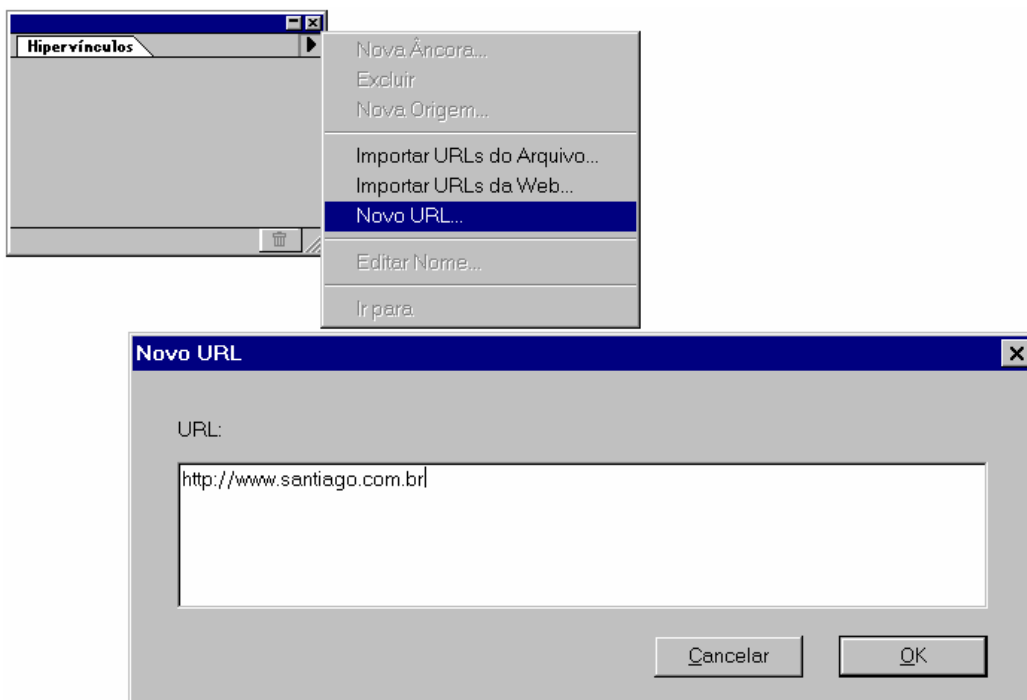 Hipervínculos
Nova Âncora...
Excluir
Nova Origem...
Importar URLs do Arquivo...
Importar URLs da Web...
Novo URL...
Editar Nome...
Ir para
Novo URL
URL:
http://www.santiago.com.br
Cancelar
OK